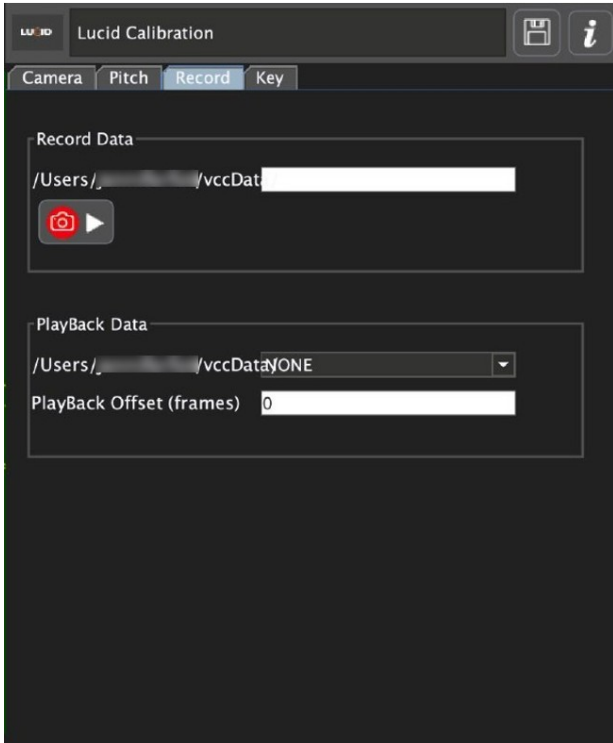 LUCID Lucid Calibration
i
Camera Pitch Record Key
Record Data
/Users/ /vccData/
PlayBack Data
/Users/ /vccData/ NONE
PlayBack Offset (frames) 0